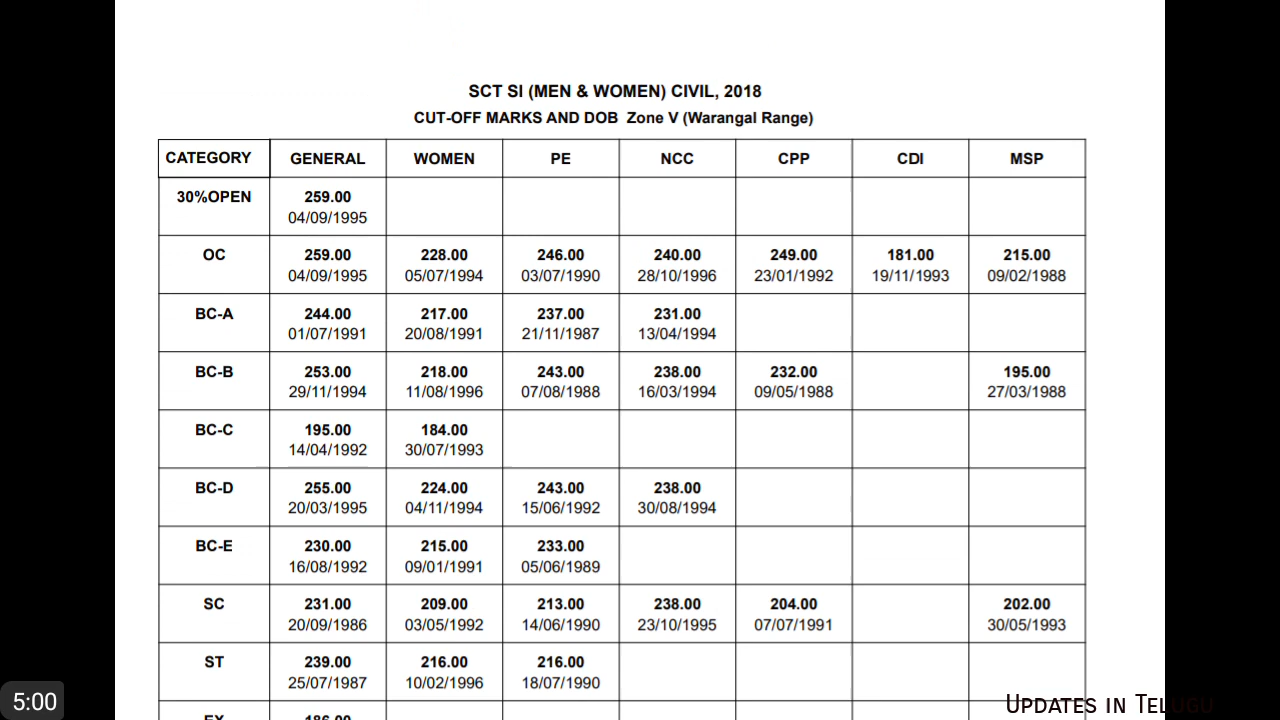 SCT SI (MEN & WOMEN) CIVIL, 2018
CUT-OFF MARKS AND DOB Zone V (Warangal Range)
CATEGORY GENERAL WOMEN PE NCC CPP CDI MSP
30%OPEN 259.00
04/09/1995
OC 259.00 228.00 246.00 240.00 249.00 181.00 215.00
04/09/1995 05/07/1994 03/07/1990 28/10/1996 23/01/1992 19/11/1993 09/02/1988
BC-A 244.00 217.00 237.00 231.00
01/07/1991 20/08/1991 21/11/1987 13/04/1994
BC-B 253.00 218.00 243.00 238.00 232.00 195.00
29/11/1994 11/08/1996 07/08/1988 16/03/1994 09/05/1988 27/03/1988
BC-C 195.00 184.00
14/04/1992 30/07/1993
BC-D 255.00 224.00 243.00 238.00
20/03/1995 04/11/1994 15/06/1992 30/08/1994
BC-E 230.00 215.00 233.00
16/08/1992 09/01/1991 05/06/1989
SC 231.00 209.00 213.00 238.00 204.00 202.00
20/09/1986 03/05/1992 14/06/1990 23/10/1995 07/07/1991 30/05/1993
ST 239.00 216.00 216.00
25/07/1987 10/02/1996 18/07/1990
5:00
UPDATES IN TELUGU